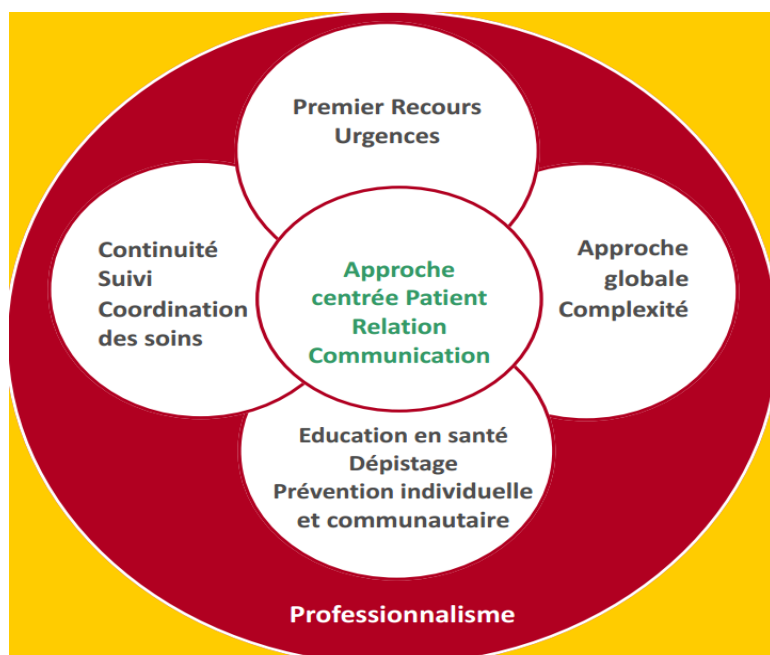 Premier Recours
Urgences
Continuité
Suivi
Coordination
des soins
Approche
centrée Patient
Relation
Communication
Approche
globale
Complexité
Education en santé
Dépistage
Prévention individuelle
et communautaire
Professionnalisme